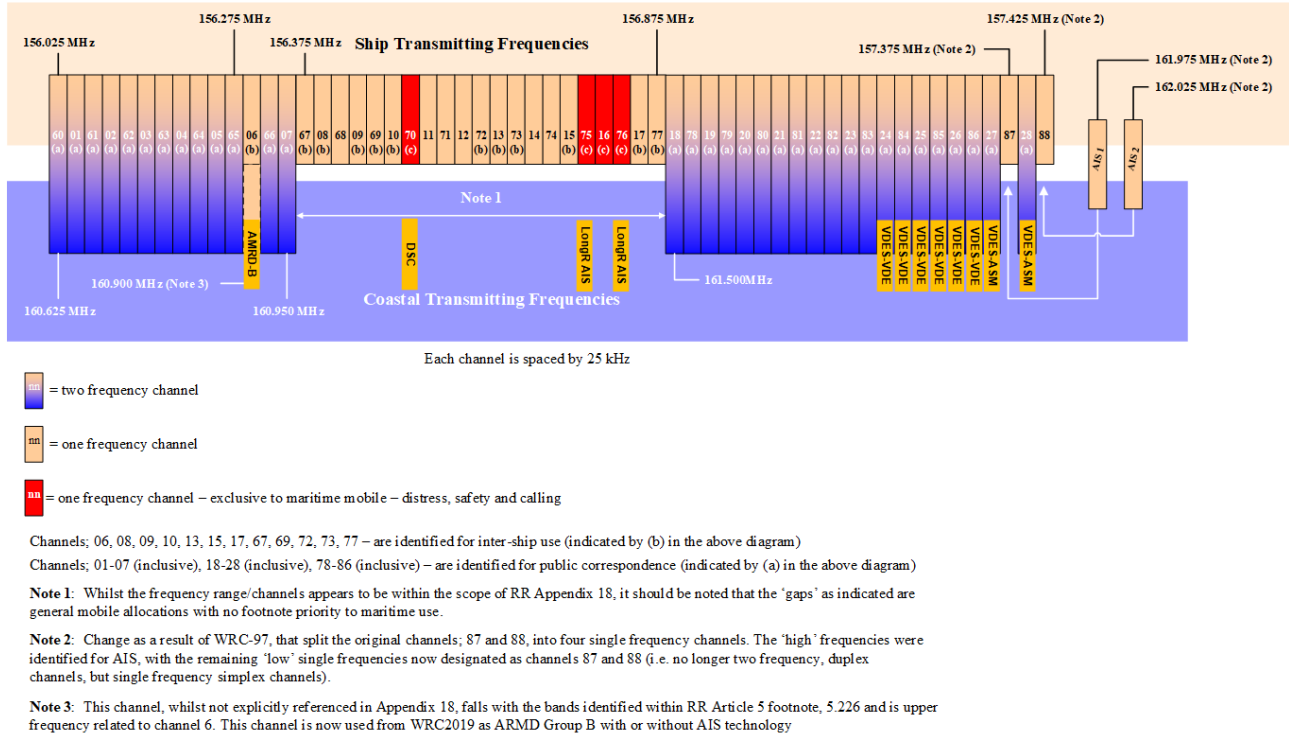 156.275 MHz
156.875 MHz
157.425 MHz (Note 2)
156.025 MHz
156.375 MHz
Ship Transmitting Frequencies
157.375 MHz (Note 2)
161.975 MHz (Note 2)
162.025 MHz (Note 2)
60 01 61 02 62 03 63 04 64 05 65 06 66 07 67 08 68 09 69 10 70 11 71 12 72 13 73 14 74 15 75 16 76 17 77 18 78 19 79 20 80 21 81 22 82 23 83 24 84 25 85 26 86 27 87 28 88
(a) (a) (a) (a) (a) (a) (a) (a) (a) (a) (a) (b) (a) (a) (b) (b) (b) (b) (b) (c) (b) (b) (b) (b) (c) (c) (c) (b) (b) (a) (a) (a) (a) (a) (a) (a) (a) (a) (a) (a) (a) (a) (a) (a) (a) (a) (a) (a) (a)
AIS 1
AIS 2
Note 1
AMRD-B
DSC
LongR AIS
LongR AIS
VDES-VDE
VDES-VDE
VDES-VDE
VDES-VDE
VDES-VDE
VDES-VDE
VDES-ASM
VDES-ASM
160.900 MHz (Note 3)
161.500MHz
Coastal Transmitting Frequencies
160.625 MHz
160.950 MHz
Each channel is spaced by 25 kHz
nn = two frequency channel
nn = one frequency channel
nn = one frequency channel – exclusive to maritime mobile – distress, safety and calling
Channels; 06, 08, 09, 10, 13, 15, 17, 67, 69, 72, 73, 77 – are identified for inter-ship use (indicated by (b) in the above diagram)
Channels; 01-07 (inclusive), 18-28 (inclusive), 78-86 (inclusive) – are identified for public correspondence (indicated by (a) in the above diagram)
Note 1: Whilst the frequency range/channels appears to be within the scope of RR Appendix 18, it should be noted that the ‘gaps’ as indicated are
general mobile allocations with no footnote priority to maritime use.
Note 2: Change as a result of WRC-97, that split the original channels; 87 and 88, into four single frequency channels. The ‘high’ frequencies were
identified for AIS, with the remaining ‘low’ single frequencies now designated as channels 87 and 88 (i.e. no longer two frequency, duplex
channels, but single frequency simplex channels).
Note 3: This channel, whilst not explicitly referenced in Appendix 18, falls with the bands identified within RR Article 5 footnote, 5.226 and is upper
frequency related to channel 6. This channel is now used from WRC2019 as ARMD Group B with or without AIS technology